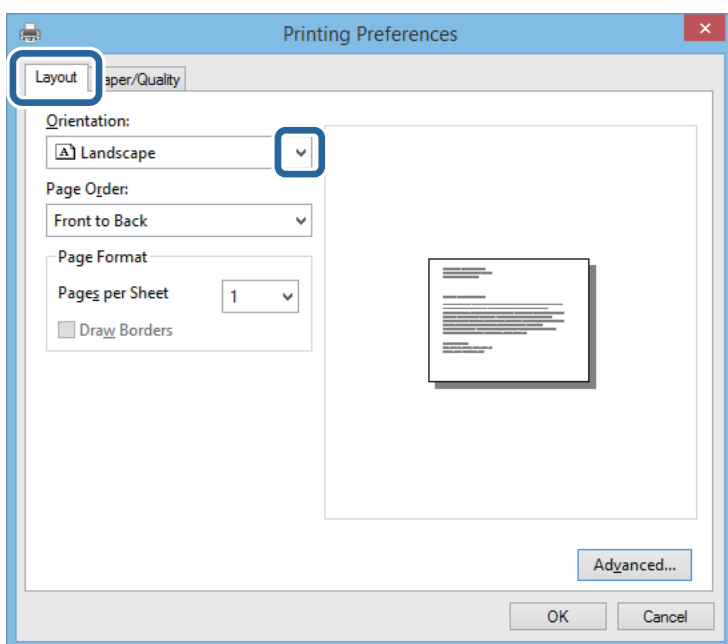 Printing Preferences
Layout
aper/Quality
Orientation:
A Landscape
Page Order:
Front to Back
Page Format
Pages per Sheet 1
Draw Borders
Advanced...
OK Cancel